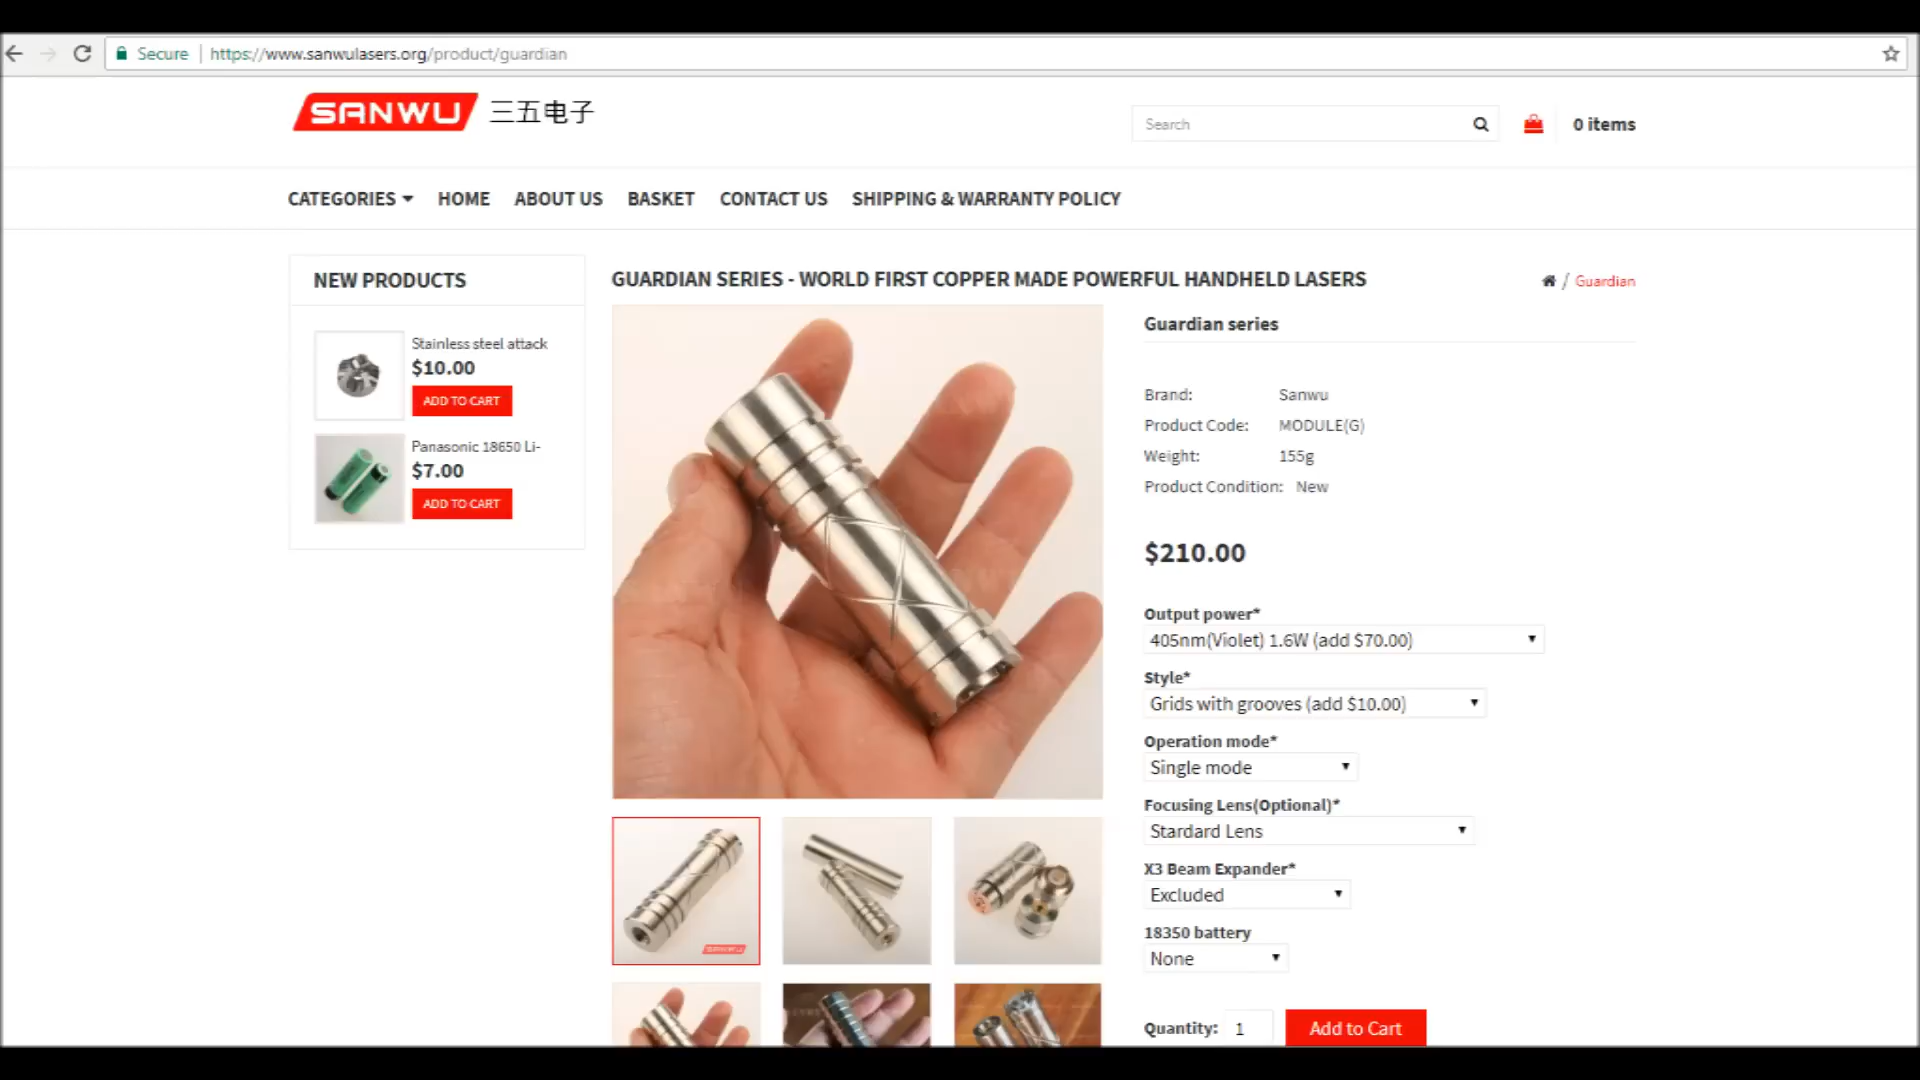 Secure https://www.sanwulasers.org/product/guardian
SANWU 三五电子
Search
0 items
CATEGORIES HOME ABOUT US BASKET CONTACT US SHIPPING & WARRANTY POLICY
NEW PRODUCTS
Stainless steel attack
$10.00
ADD TO CART
Panasonic 18650 Li-
$7.00
ADD TO CART
GUARDIAN SERIES - WORLD FIRST COPPER MADE POWERFUL HANDHELD LASERS
/ Guardian
SANWU
Guardian series
Brand: Sanwu
Product Code: MODULE(G)
Weight: 155g
Product Condition: New
$210.00
Output power*
405nm(Violet) 1.6W (add $70.00)
Style*
Grids with grooves (add $10.00)
Operation mode*
Single mode
Focusing Lens(Optional)*
Stardard Lens
X3 Beam Expander*
Excluded
18350 battery
None
Quantity: 1 Add to Cart